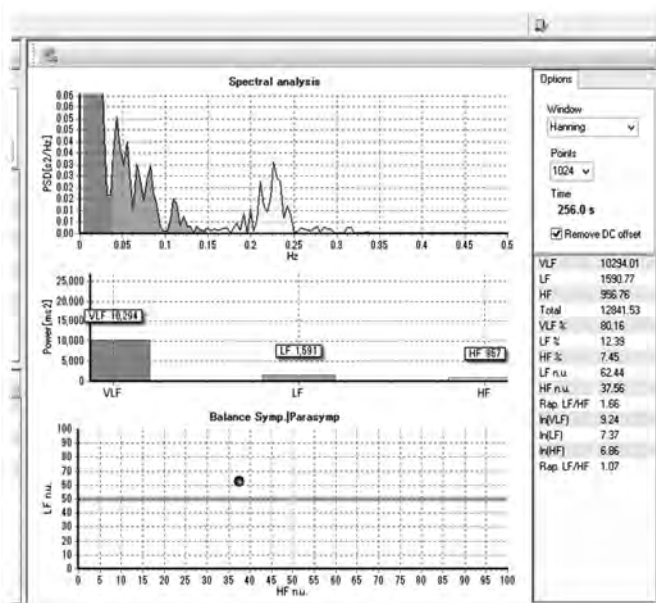 Spectral analysis
PSD[s2/Hz]
0.06
0.06
0.05
0.05
0.04
0.04
0.03
0.03
0.02
0.02
0.01
0.01
0.00
0 0.05 0.1 0.15 0.2 0.25 0.3 0.35 0.4 0.45 0.5
Hz
Power[ms2]
25,000
20,000
15,000
10,000
5,000
0
VLF 10,294
LF 1,591
HF 957
VLF LF HF
Balance Symp.|Parasymp
LF n.u.
100
90
80
70
60
50
40
30
20
10
0
0 5 10 15 20 25 30 35 40 45 50 55 60 65 70 75 80 85 90 95 100
HF n.u.
Options
Window
Hanning
Points
1024
Time
256.0 s
Remove DC offset
VLF 10294.01
LF 1590.77
HF 956.76
Total 12841.53
VLF % 80.16
LF % 12.39
HF % 7.45
LF n.u. 62.44
HF n.u. 37.56
Rap. LF/HF 1.66
ln(VLF) 9.24
ln(LF) 7.37
ln(HF) 6.86
Rap. LF/HF 1.07